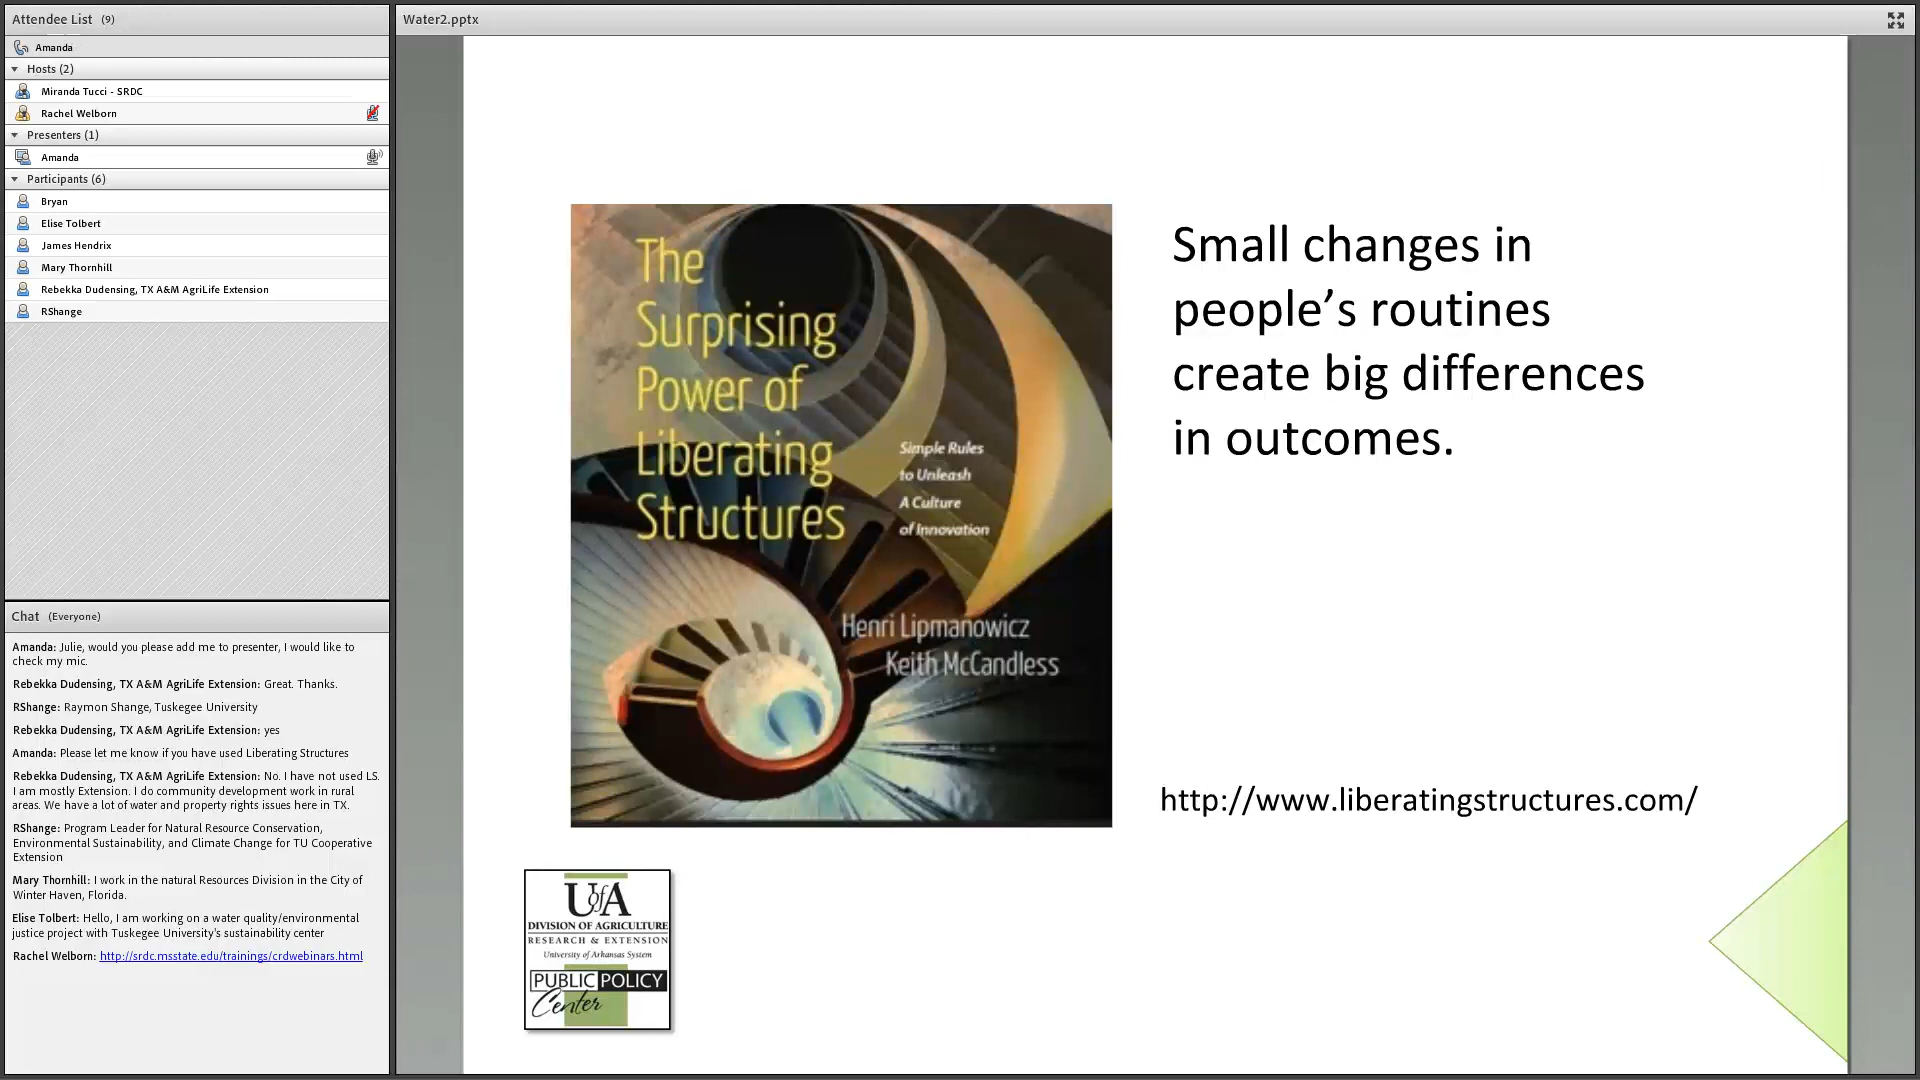 Attendee List (9)
Amanda
Hosts (2)
Miranda Tucci - SRDC
Rachel Welborn
Presenters (1)
Amanda
Participants (6)
Bryan
Elise Tolbert
James Hendrix
Mary Thornhill
Rebekka Dudensing, TX A&M AgriLife Extension
RShange
Chat (Everyone)
Amanda: Julie, would you please add me to presenter, I would like to
check my mic.
Rebekka Dudensing, TX A&M AgriLife Extension: Great. Thanks.
RShange: Raymon Shange, Tuskegee University
Rebekka Dudensing, TX A&M AgriLife Extension: yes
Amanda: Please let me know if you have used Liberating Structures
Rebekka Dudensing, TX A&M AgriLife Extension: No. I have not used LS.
I am mostly Extension. I do community development work in rural
areas. We have a lot of water and property rights issues here in TX.
RShange: Program Leader for Natural Resource Conservation,
Environmental Sustainability, and Climate Change for TU Cooperative
Extension
Mary Thornhill: I work in the natural Resources Division in the City of
Winter Haven, Florida.
Elise Tolbert: Hello, I am working on a water quality/environmental
justice project with Tuskegee University's sustainability center
Rachel Welborn: http://srdc.msstate.edu/trainings/crdwebinars.html
Water2.pptx
The
Surprising
Power of
Liberating
Structures
Simple Rules
to Unleash
A Culture
of Innovation
Henri Lipmanowicz
Keith McCandless
Small changes in
people’s routines
create big differences
in outcomes.
http://www.liberatingstructures.com/
UofA
DIVISION OF AGRICULTURE
RESEARCH & EXTENSION
University of Arkansas System
PUBLIC POLICY
Center